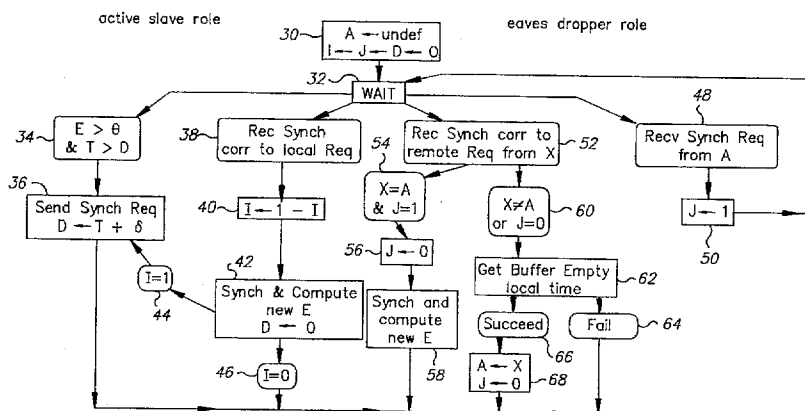 active slave role
eaves dropper role
30
A ← undef
I ← J ← D ← 0
32
WAIT
34
E > θ
& T > D
38
Rec Synch
corr to local Req
54
Rec Synch corr to
remote Req from X
52
48
Recv Synch Req
from A
36
Send Synch Req
D ← T + δ
40
I ← 1 - I
X=A
& J=1
X≠A
or J=0
60
J ← 1
50
56
J ← 0
42
Synch & Compute
new E
D ← 0
I=1
44
Get Buffer Empty
local time
62
Synch and
compute
new E
58
Succeed
66
Fail
64
46
I=0
A ← X
J ← 0
68